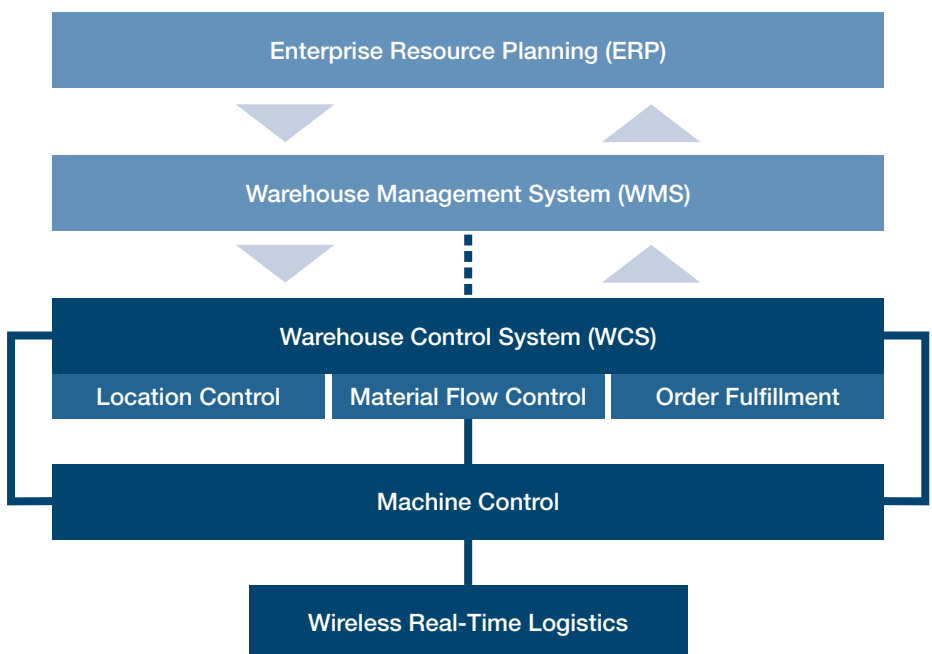 Enterprise Resource Planning (ERP)
Warehouse Management System (WMS)
Warehouse Control System (WCS)
Location Control
Material Flow Control
Order Fulfillment
Machine Control
Wireless Real-Time Logistics